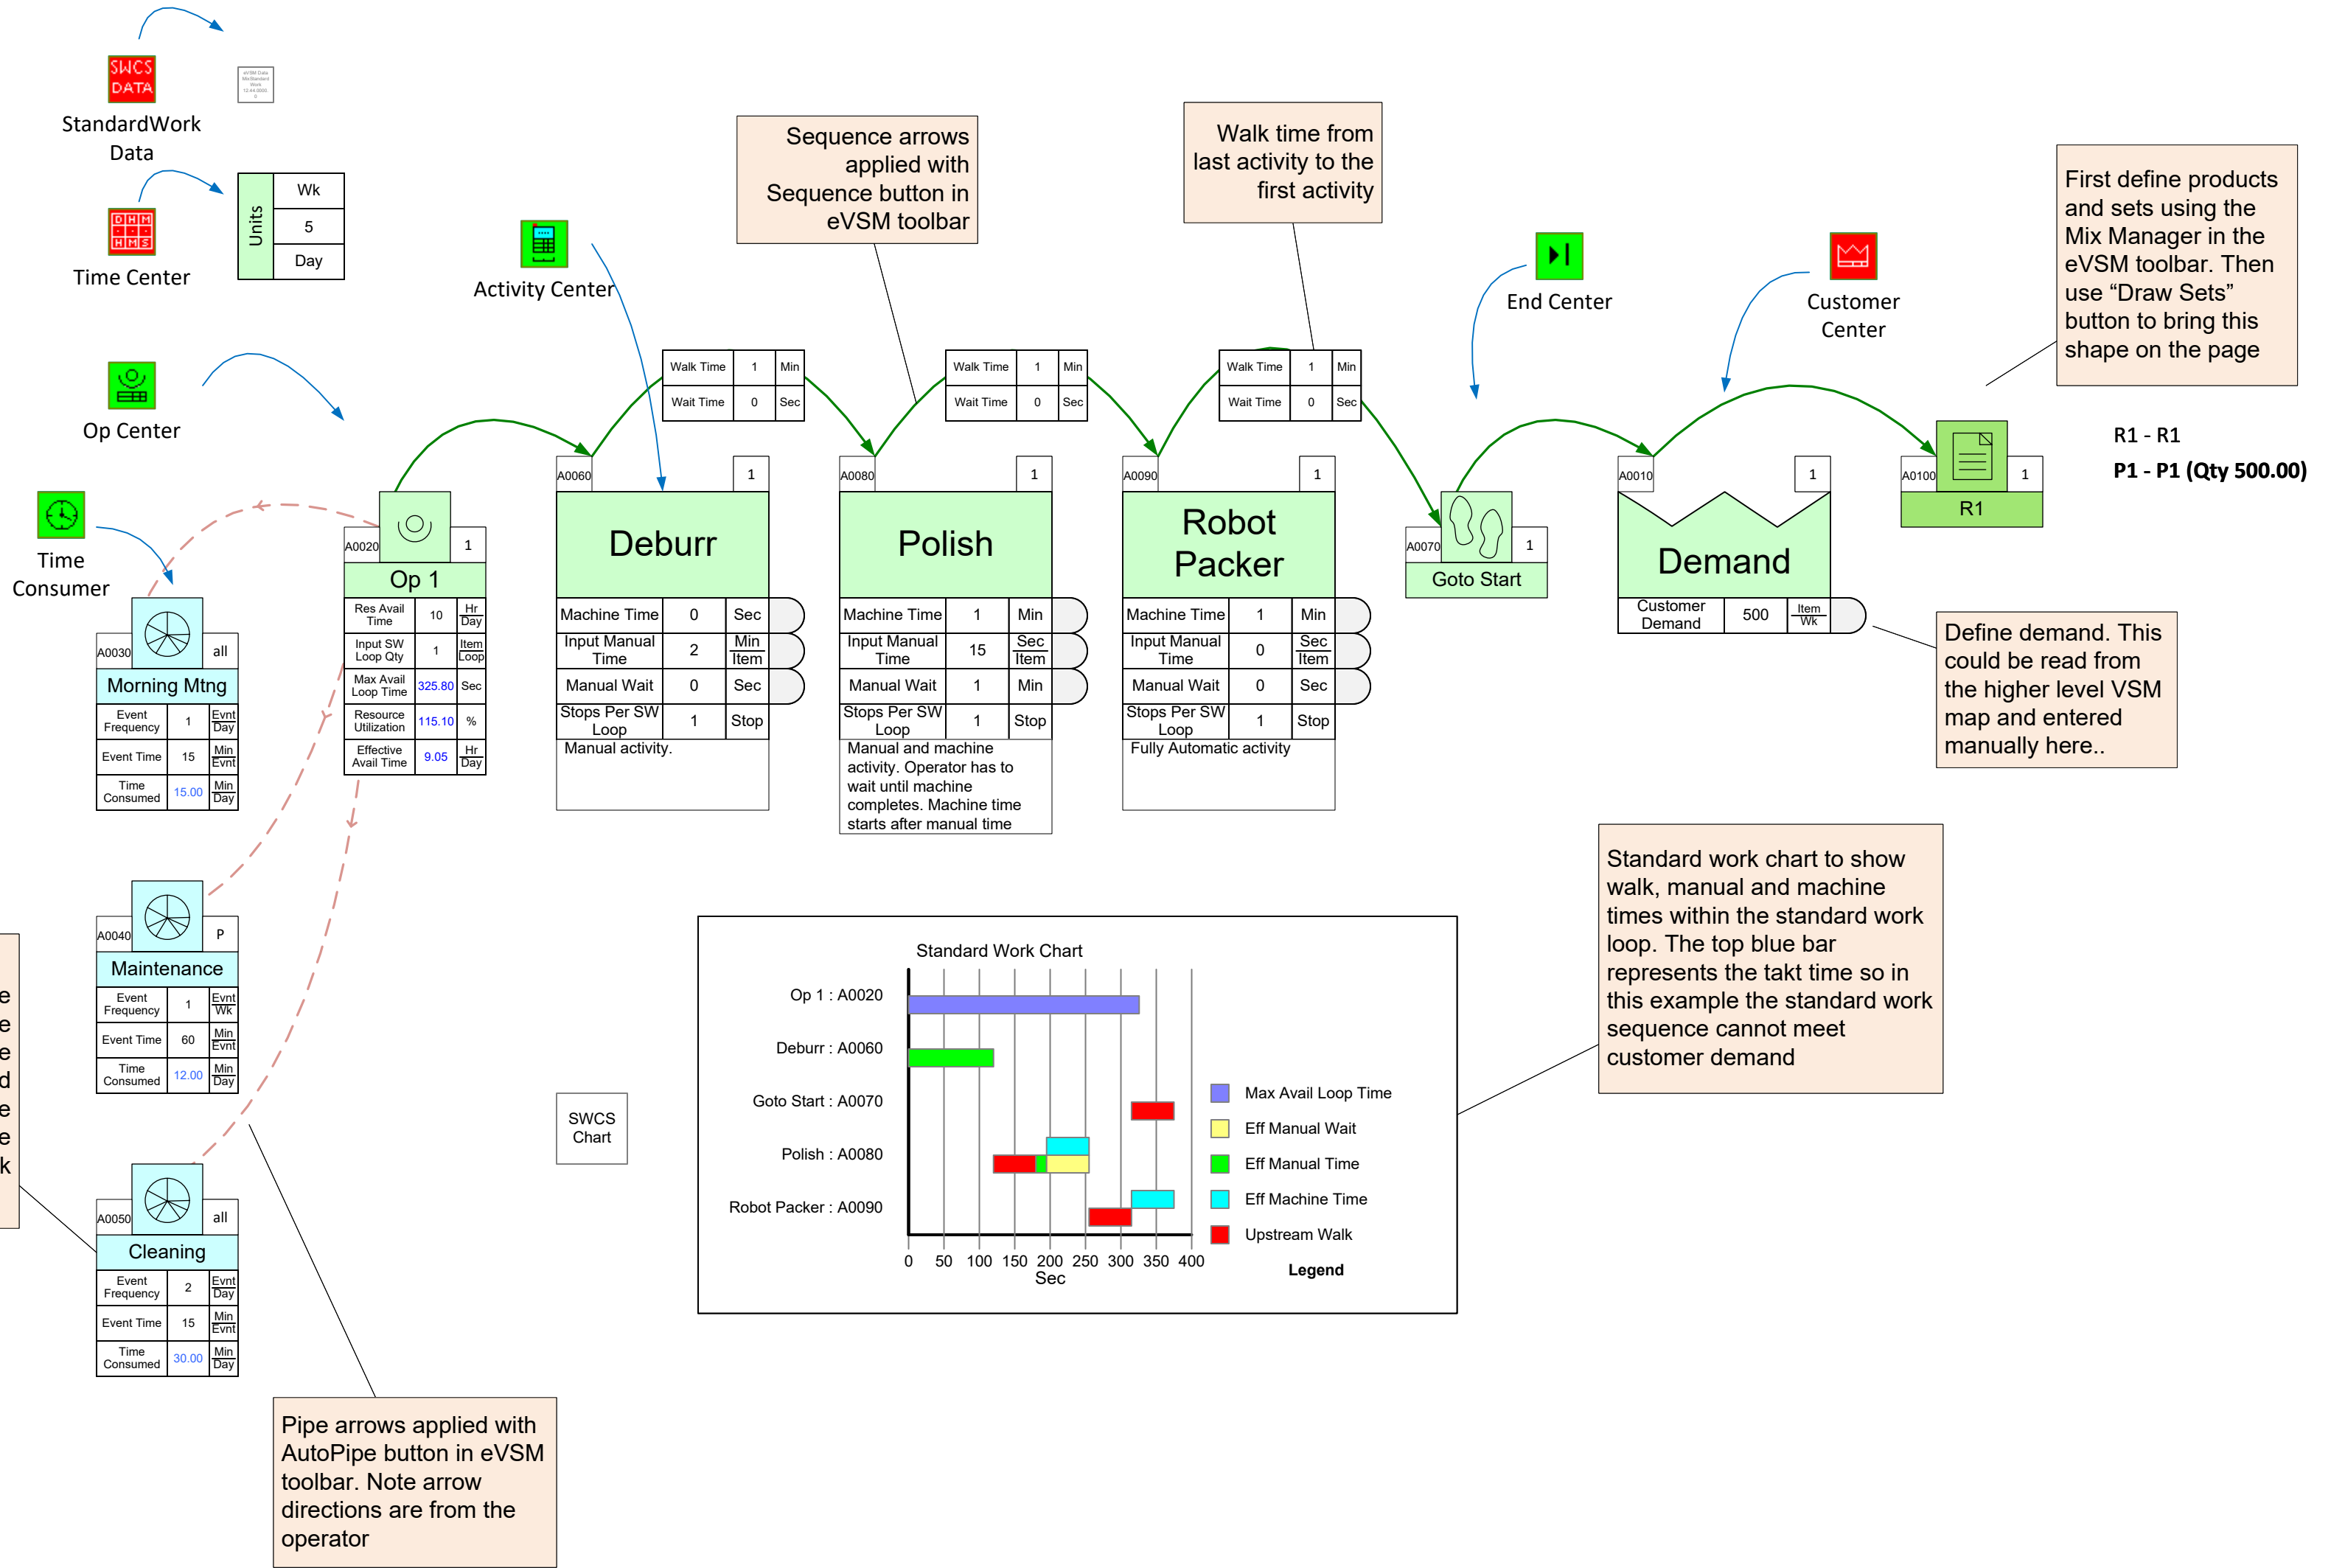 SWCS
DATA
StandardWork
Data
eVSM Data
MixStandard
Work
Time Center
Units
Wk
5
Day
Op Center
Time
Consumer
Activity Center
Sequence arrows
applied with
Sequence button in
eVSM toolbar
Walk time from
last activity to the
first activity
End Center
Customer
Center
First define products
and sets using the
Mix Manager in the
eVSM toolbar. Then
use “Draw Sets”
button to bring this
shape on the page
R1 - R1
P1 - P1 (Qty 500.00)
Walk Time 1 Min
Wait Time 0 Sec
Walk Time 1 Min
Wait Time 0 Sec
Walk Time 1 Min
Wait Time 0 Sec
A0020 1
Op 1
Res Avail
Time 10 Hr
Day
Input SW
Loop Qty 1 Item
Loop
Max Avail
Loop Time 325.80 Sec
Resource
Utilization 115.10 %
Effective
Avail Time 9.05 Hr
Day
A0060 1
Deburr
Machine Time 0 Sec
Input Manual
Time 2 Min
Item
Manual Wait 0 Sec
Stops Per SW
Loop 1 Stop
Manual activity.
A0080 1
Polish
Machine Time 1 Min
Input Manual
Time 15 Sec
Item
Manual Wait 1 Min
Stops Per SW
Loop 1 Stop
Manual and machine
activity. Operator has to
wait until machine
completes. Machine time
starts after manual time
A0090 1
Robot
Packer
Machine Time 1 Min
Input Manual
Time 0 Sec
Item
Manual Wait 0 Sec
Stops Per SW
Loop 1 Stop
Fully Automatic activity
A0070 1
Goto Start
A0010 1
Demand
Customer
Demand 500 Item
Wk
A0100 1
R1
Define demand. This
could be read from
the higher level VSM
map and entered
manually here..
A0030 all
Morning Mtng
Event
Frequency 1 Evnt
Day
Event Time 15 Min
Evnt
Time
Consumed 15.00 Min
Day
A0040 P
Maintenance
Event
Frequency 1 Evnt
Wk
Event Time 60 Min
Evnt
Time
Consumed 12.00 Min
Day
A0050 all
Cleaning
Event
Frequency 2 Evnt
Day
Event Time 15 Min
Evnt
Time
Consumed 30.00 Min
Day
e
e
e
d
e
e
k
SWCS
Chart
Standard Work Chart
Op 1 : A0020
Deburr : A0060
Goto Start : A0070
Polish : A0080
Robot Packer : A0090
0 50 100 150 200 250 300 350 400
Sec
Max Avail Loop Time
Eff Manual Wait
Eff Manual Time
Eff Machine Time
Upstream Walk
Legend
Standard work chart to show
walk, manual and machine
times within the standard work
loop. The top blue bar
represents the takt time so in
this example the standard work
sequence cannot meet
customer demand
Pipe arrows applied with
AutoPipe button in eVSM
toolbar. Note arrow
directions are from the
operator